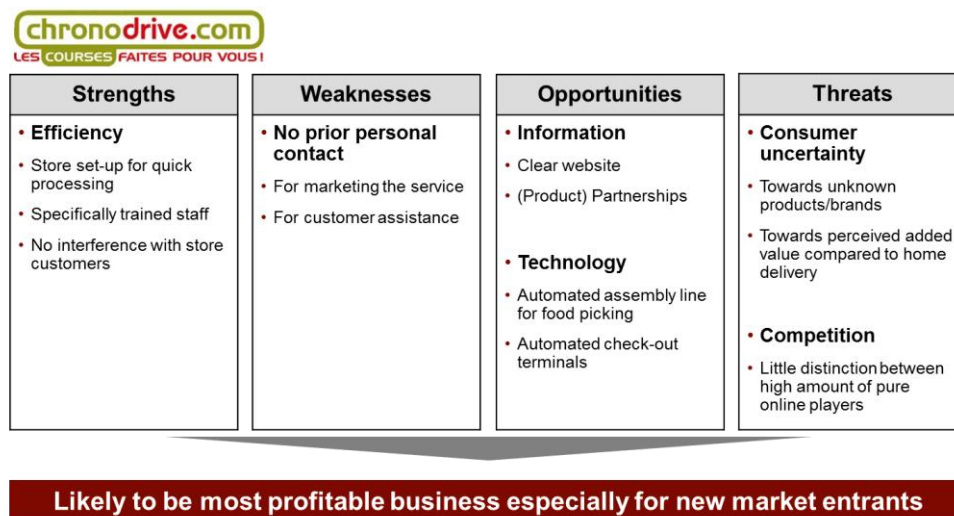 chronodrive.com
LES COURSES FAITES POUR VOUS!
Strengths
• Efficiency
• Store set-up for quick
processing
• Specifically trained staff
• No interference with store
customers
Weaknesses
• No prior personal
contact
• For marketing the service
• For customer assistance
Opportunities
• Information
• Clear website
• (Product) Partnerships
• Technology
• Automated assembly line
for food picking
• Automated check-out
terminals
Threats
• Consumer
uncertainty
• Towards unknown
products/brands
• Towards perceived added
value compared to home
delivery
• Competition
• Little distinction between
high amount of pure
online players
Likely to be most profitable business especially for new market entrants